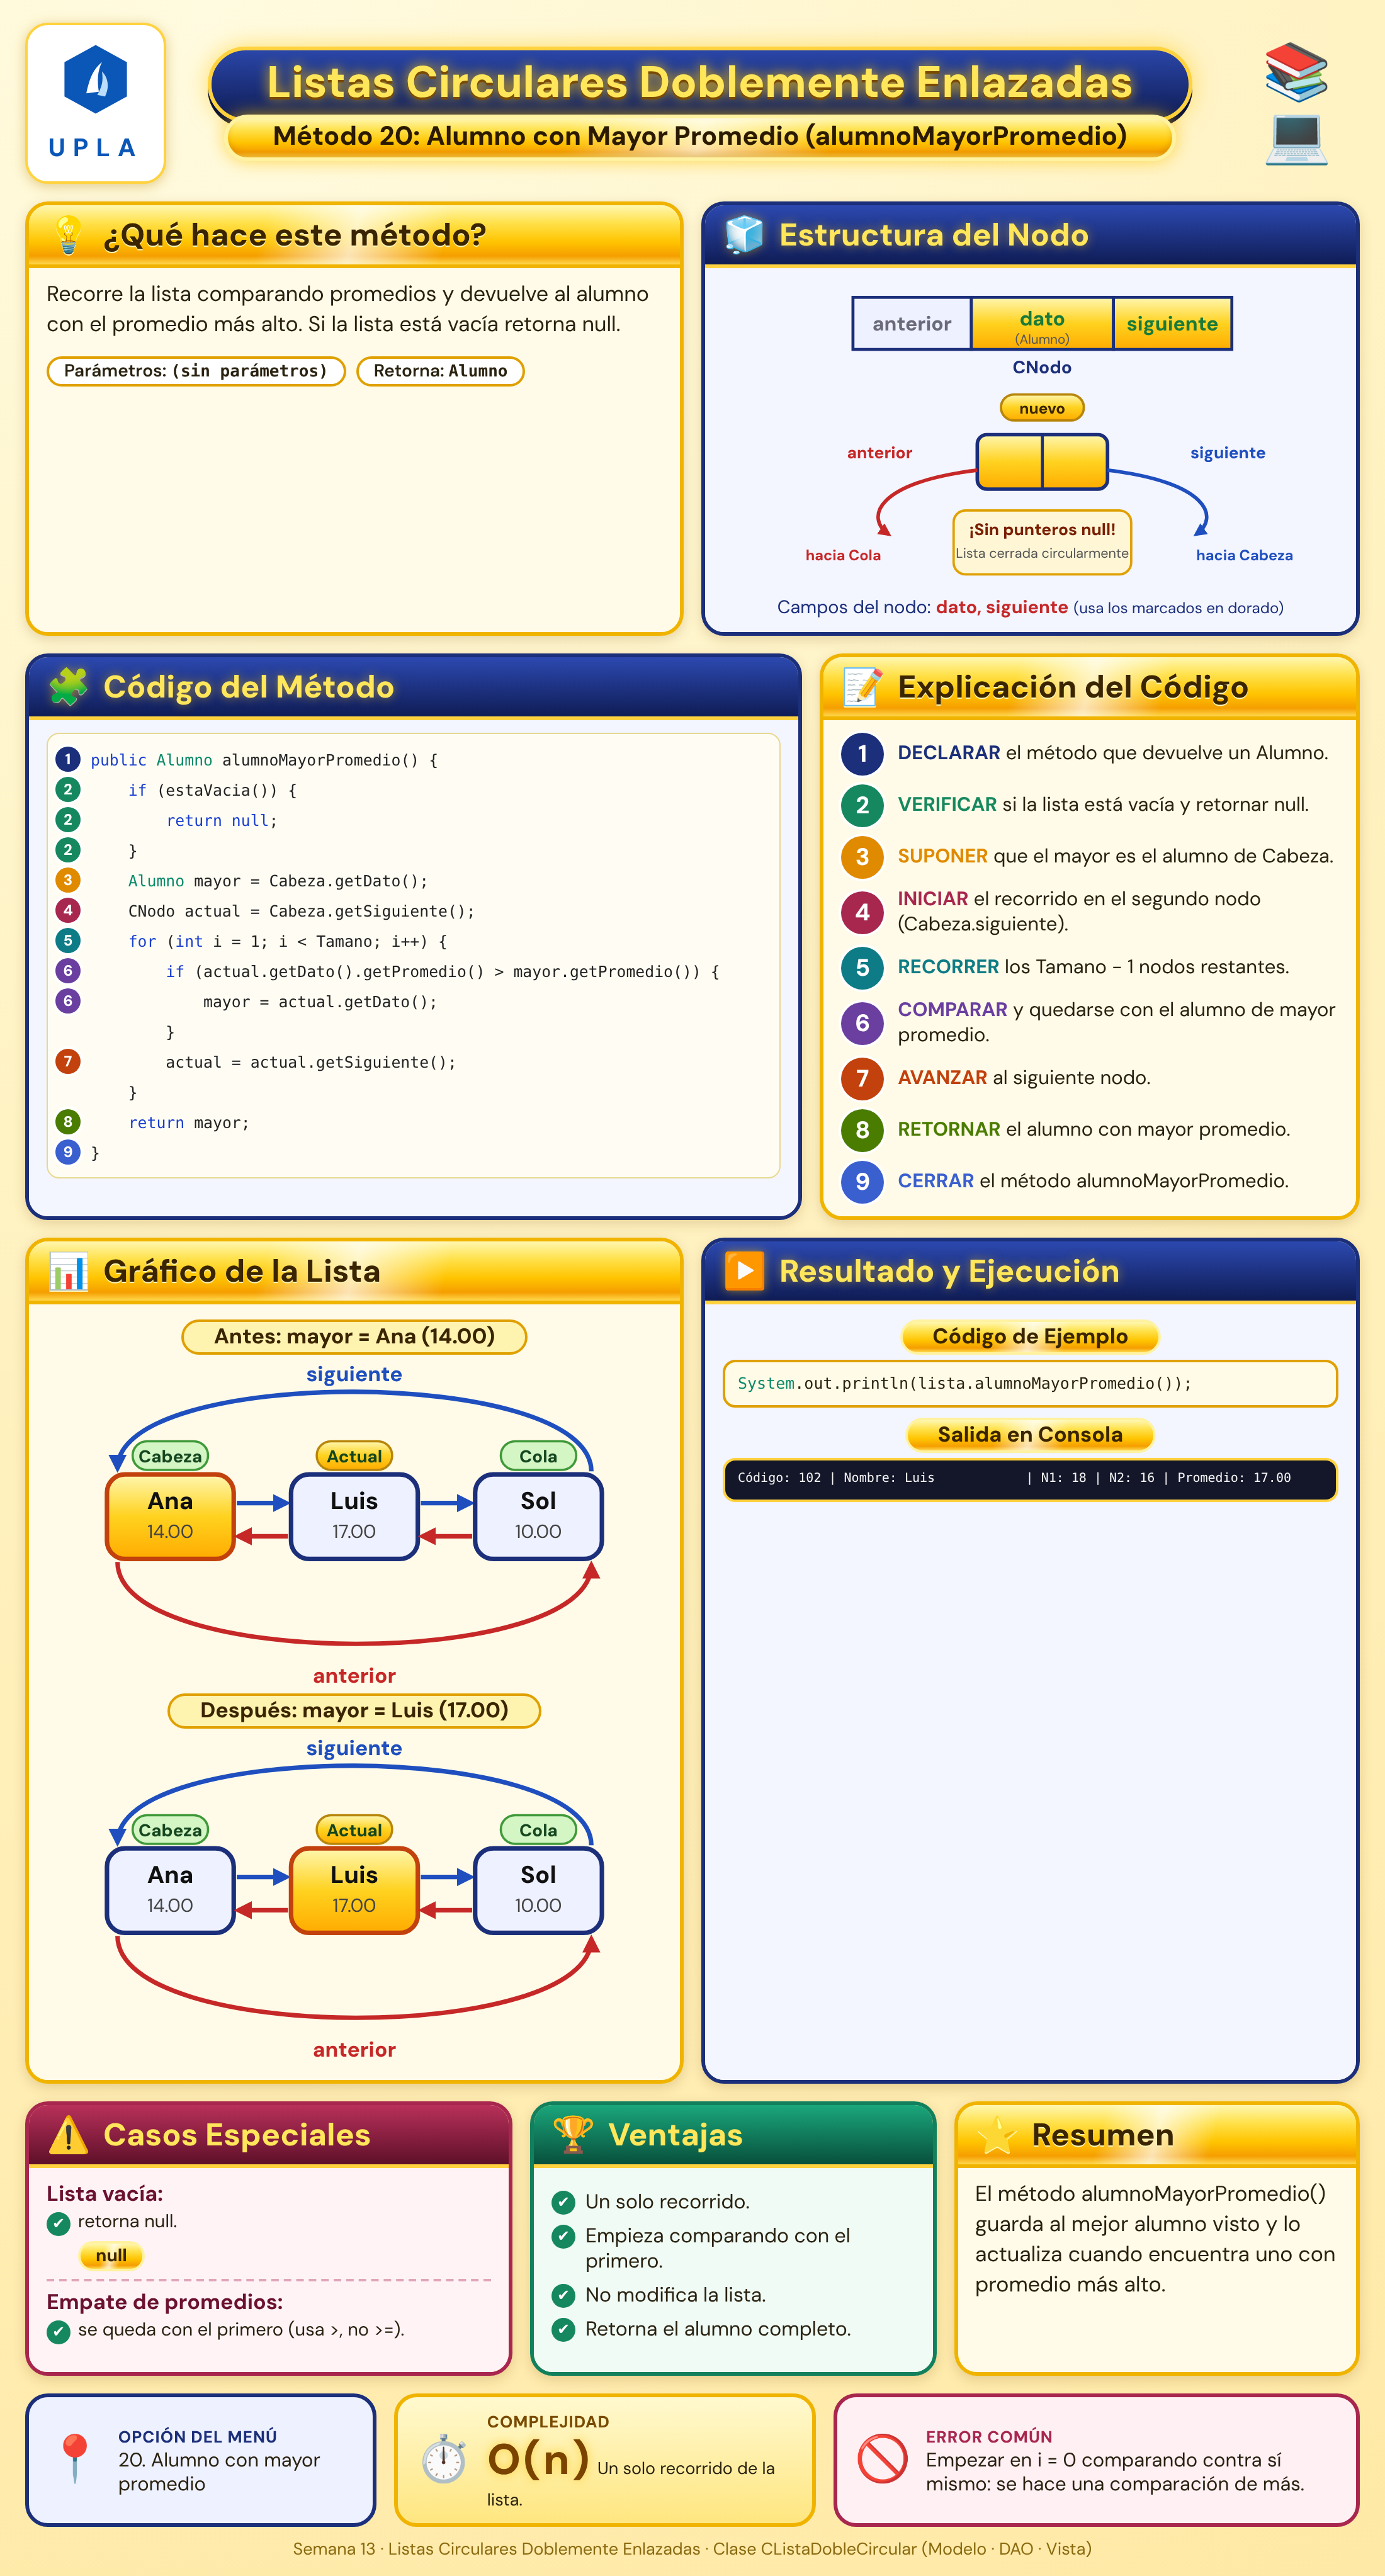 UPLA
Listas Circulares Doblemente Enlazadas
Método 20: Alumno con Mayor Promedio (alumnoMayorPromedio)
¿Qué hace este método?
Recorre la lista comparando promedios y devuelve al alumno
con el promedio más alto. Si la lista está vacía retorna null.
Parámetros: (sin parámetros) Retorna: Alumno
Estructura del Nodo
anterior dato siguiente
(Alumno)
CNodo
nuevo
anterior siguiente
¡Sin punteros null!
Lista cerrada circularmente
hacia Cola hacia Cabeza
Campos del nodo: dato, siguiente (usa los marcados en dorado)
Código del Método
1 public Alumno alumnoMayorPromedio() {
2 if (estaVacia()) {
2 return null;
2 }
3 Alumno mayor = Cabeza.getDato();
4 CNodo actual = Cabeza.getSiguiente();
5 for (int i = 1; i < Tamano; i++) {
6 if (actual.getDato().getPromedio() > mayor.getPromedio()) {
6 mayor = actual.getDato();
}
7 actual = actual.getSiguiente();
}
8 return mayor;
9 }
Explicación del Código
1 DECLARAR el método que devuelve un Alumno.
2 VERIFICAR si la lista está vacía y retornar null.
3 SUPONER que el mayor es el alumno de Cabeza.
4 INICIAR el recorrido en el segundo nodo
(Cabeza.siguiente).
5 RECORRER los Tamano - 1 nodos restantes.
6 COMPARAR y quedarse con el alumno de mayor
promedio.
7 AVANZAR al siguiente nodo.
8 RETORNAR el alumno con mayor promedio.
9 CERRAR el método alumnoMayorPromedio.
Gráfico de la Lista
Antes: mayor = Ana (14.00)
siguiente
Cabeza Actual Cola
Ana Luis Sol
14.00 17.00 10.00
anterior
Después: mayor = Luis (17.00)
siguiente
Cabeza Actual Cola
Ana Luis Sol
14.00 17.00 10.00
anterior
Resultado y Ejecución
Código de Ejemplo
System.out.println(lista.alumnoMayorPromedio());
Salida en Consola
Código: 102 | Nombre: Luis | N1: 18 | N2: 16 | Promedio: 17.00
Casos Especiales
Lista vacía:
retorna null.
null
Empate de promedios:
se queda con el primero (usa >, no >=).
Ventajas
Un solo recorrido.
Empieza comparando con el
primero.
No modifica la lista.
Retorna el alumno completo.
Resumen
El método alumnoMayorPromedio()
guarda al mejor alumno visto y lo
actualiza cuando encuentra uno con
promedio más alto.
OPCIÓN DEL MENÚ
20. Alumno con mayor
promedio
COMPLEJIDAD
O(n) Un solo recorrido de la
lista.
ERROR COMÚN
Empezar en i = 0 comparando contra sí
mismo: se hace una comparación de más.
Semana 13 · Listas Circulares Doblemente Enlazadas · Clase CListaDobleCircular (Modelo · DAO · Vista)